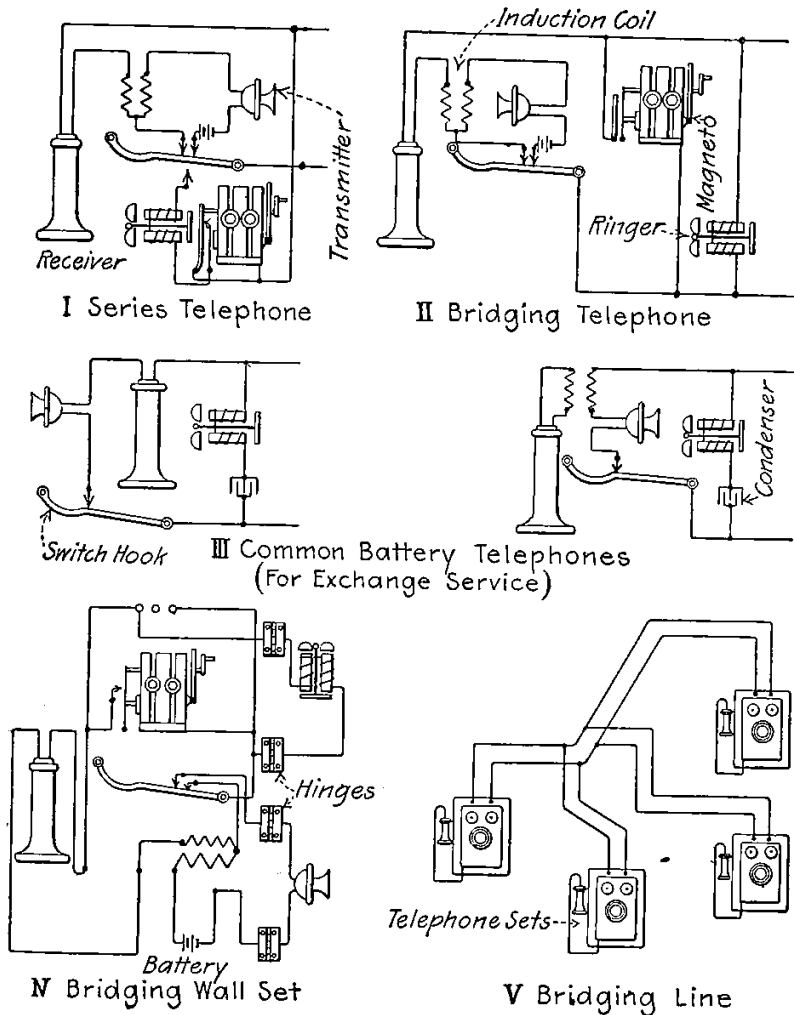 Induction Coil
Transmitter
Magneto
Ringer
Receiver
I Series Telephone
II Bridging Telephone
Condenser
Switch Hook
III Common Battery Telephones
(For Exchange Service)
Hinges
Telephone Sets
Battery
IV Bridging Wall Set
V Bridging Line